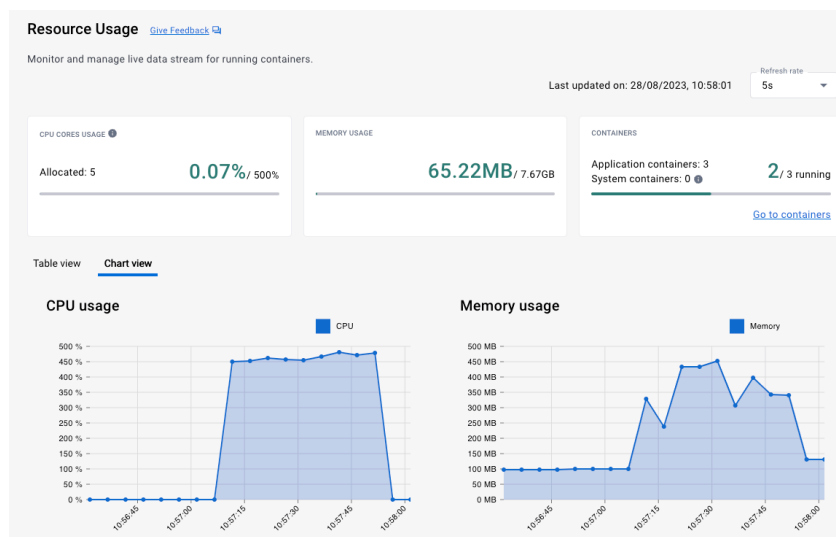 Resource Usage Give Feedback
Monitor and manage live data stream for running containers.
Last updated on: 28/08/2023, 10:58:01
Refresh rate
5s
CPU CORES USAGE
Allocated: 5
0.07% / 500%
MEMORY USAGE
65.22MB / 7.67GB
CONTAINERS
Application containers: 3
System containers: 0
2 / 3 running
Go to containers
Table view
Chart view
CPU usage
CPU
500 %
450 %
400 %
350 %
300 %
250 %
200 %
150 %
100 %
50 %
0 %
10:56:45
10:57:00
10:57:15
10:57:30
10:57:45
10:58:00
Memory usage
Memory
500 MB
450 MB
400 MB
350 MB
300 MB
250 MB
200 MB
150 MB
100 MB
50 MB
0 MB
10:56:45
10:57:00
10:57:15
10:57:30
10:57:45
10:58:00